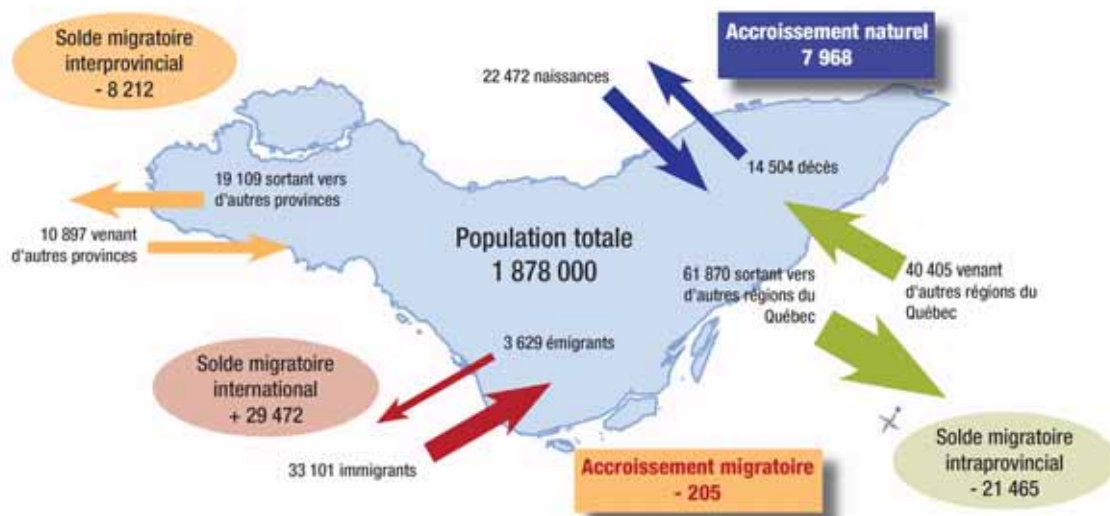 Solde migratoire
interprovincial
- 8 212
Accroissement naturel
7 968
22 472 naissances
14 504 décès
19 109 sortant vers
d'autres provinces
10 897 venant
d'autres provinces
Population totale
1 878 000
61 870 sortant vers
d'autres régions du
Québec
40 405 venant
d'autres régions du
Québec
3 629 émigrants
Solde migratoire
international
+ 29 472
33 101 immigrants
Accroissement migratoire
- 205
Solde migratoire
intraprovincial
- 21 465